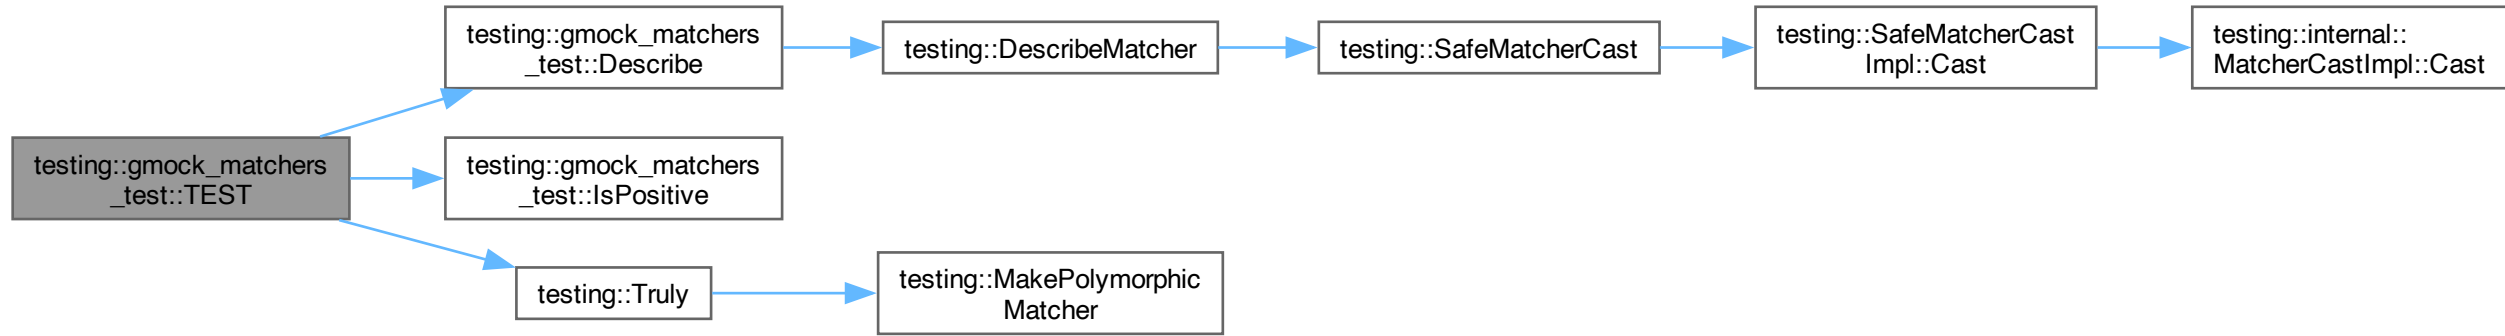 testing::gmock_matchers
_test::TEST
testing::gmock_matchers
_test::Describe
testing::DescribeMatcher
testing::SafeMatcherCast
testing::SafeMatcherCast
Impl::Cast
testing::internal::
MatcherCastImpl::Cast
testing::gmock_matchers
_test::IsPositive
testing::Truly
testing::MakePolymorphic
Matcher